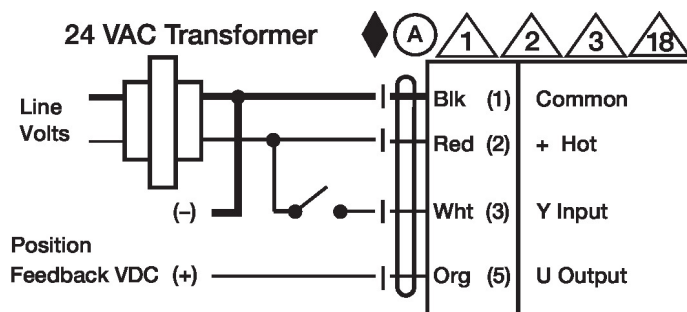 24 VAC Transformer
A 1 2 3 18
Line Volts
Blk (1) Common
Red (2) + Hot
(–)
Wht (3) Y Input
Position
Feedback VDC (+)
Org (5) U Output